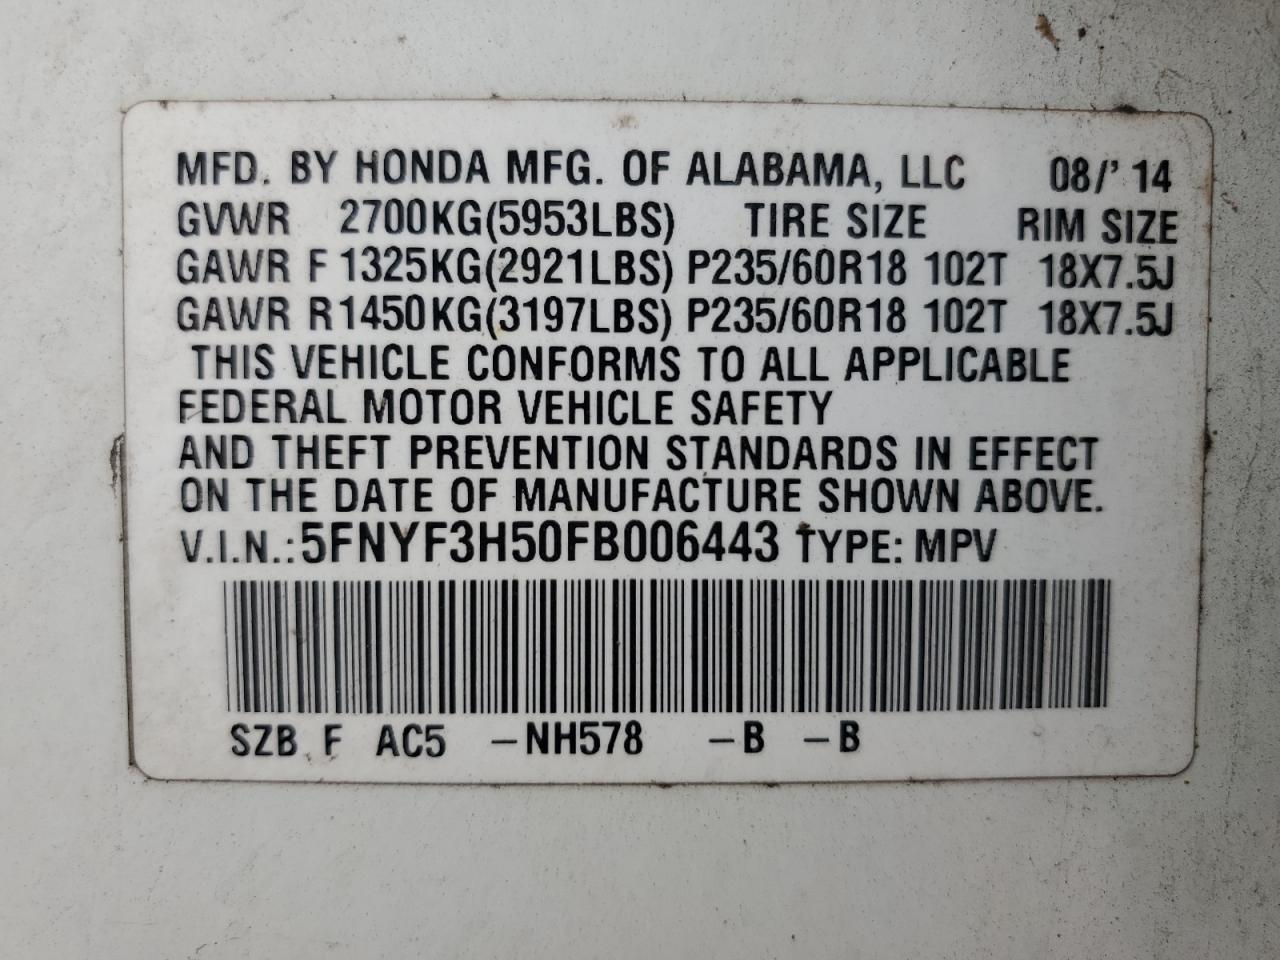 MFD. BY HONDA MFG. OF ALABAMA, LLC 08/' 14
GVWR 2700KG(5953LBS) TIRE SIZE RIM SIZE
GAWR F 1325KG(2921LBS) P235/60R18 102T 18X7.5J
GAWR R 1450KG(3197LBS) P235/60R18 102T 18X7.5J
THIS VEHICLE CONFORMS TO ALL APPLICABLE
FEDERAL MOTOR VEHICLE SAFETY
AND THEFT PREVENTION STANDARDS IN EFFECT
ON THE DATE OF MANUFACTURE SHOWN ABOVE.
V.I.N.: 5FNYF3H50FB006443 TYPE: MPV
SZB F AC5 -NH578 -B -B